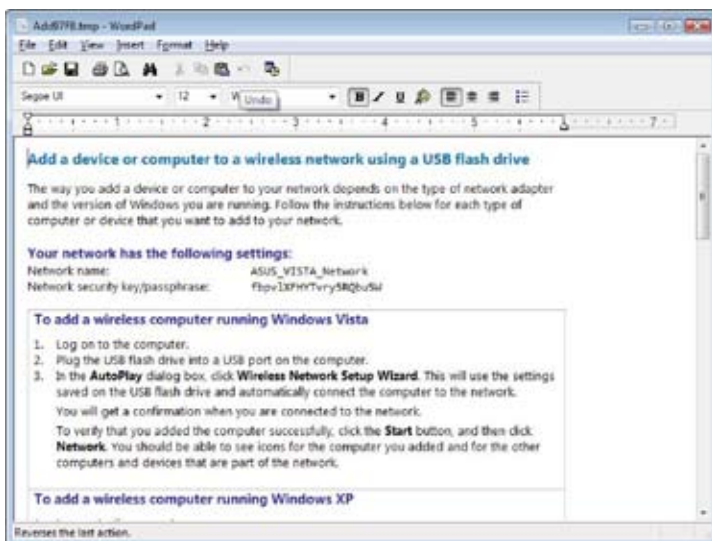 Add97F8.tmp - WordPad
File Edit View Insert Format Help
Segoe UI 12 W Undo B I U
1 2 3 4 5 7
Add a device or computer to a wireless network using a USB flash drive
The way you add a device or computer to your network depends on the type of network adapter
and the version of Windows you are running. Follow the instructions below for each type of
computer or device that you want to add to your network.
Your network has the following settings:
Network name: ASUS_VISTA_Network
Network security key/passphrase:
To add a wireless computer running Windows Vista
1. Log on to the computer.
2. Plug the USB flash drive into a USB port on the computer.
3. In the AutoPlay dialog box, click Wireless Network Setup Wizard. This will use the settings
saved on the USB flash drive and automatically connect the computer to the network.
You will get a confirmation when you are connected to the network.
To verify that you added the computer successfully, click the Start button, and then click
Network. You should be able to see icons for the computer you added and for the other
computers and devices that are part of the network.
To add a wireless computer running Windows XP
Reverses the last action.